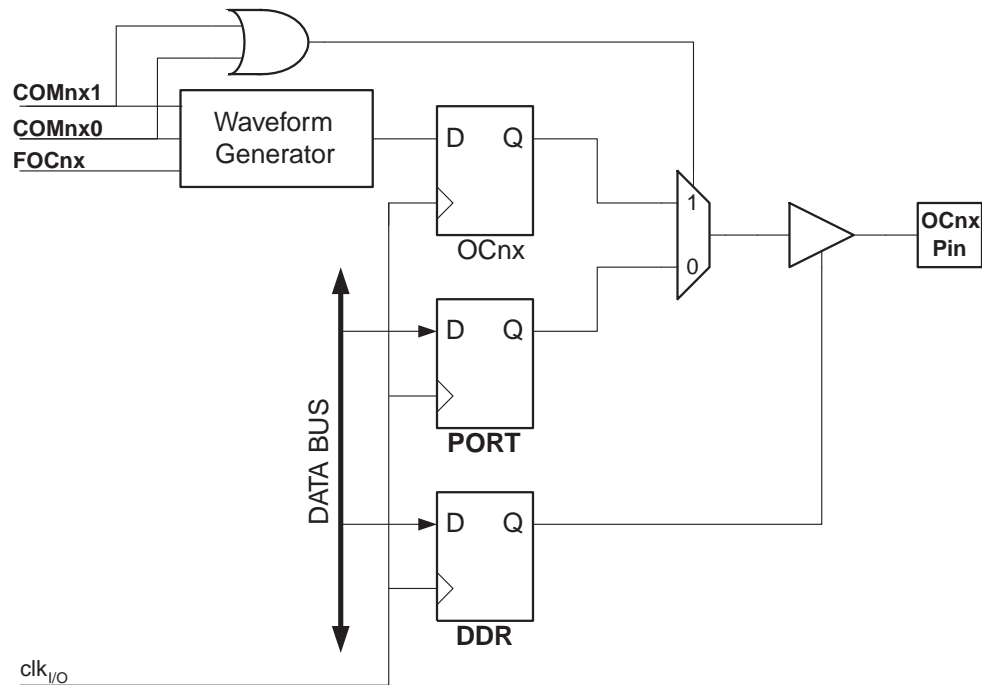 COMnx1
COMnx0
FOCnx
Waveform
Generator
D Q
OCnx
1
0
OCnx
Pin
D Q
PORT
DATA BUS
D Q
DDR
clkI/O